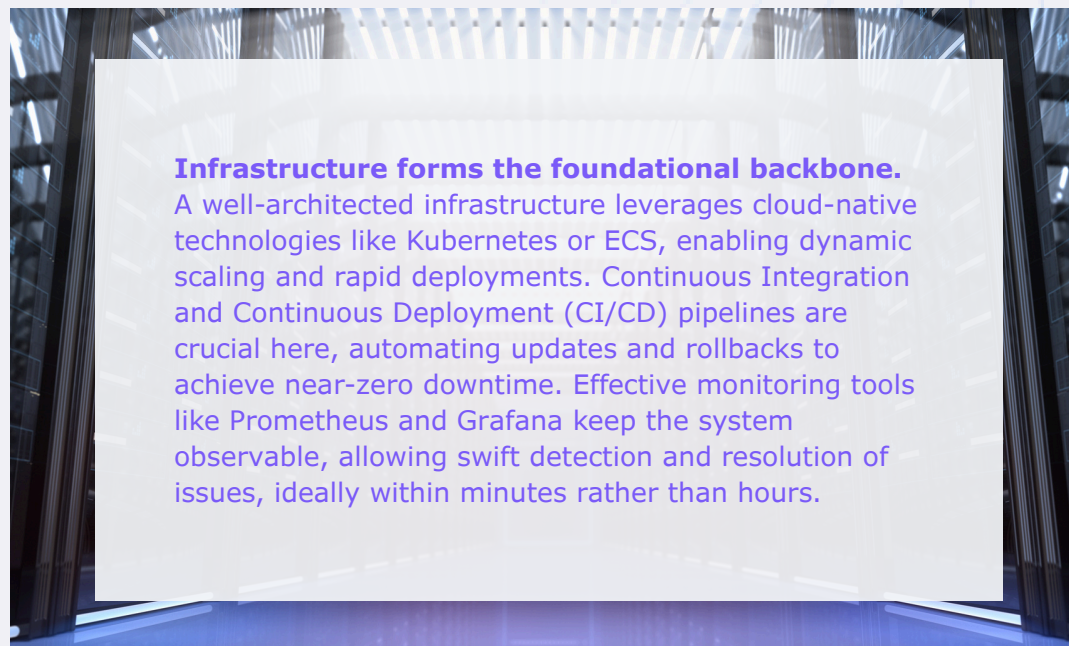 Infrastructure forms the foundational backbone.
A well-architected infrastructure leverages cloud-native
technologies like Kubernetes or ECS, enabling dynamic
scaling and rapid deployments. Continuous Integration
and Continuous Deployment (CI/CD) pipelines are
crucial here, automating updates and rollbacks to
achieve near-zero downtime. Effective monitoring tools
like Prometheus and Grafana keep the system
observable, allowing swift detection and resolution of
issues, ideally within minutes rather than hours.